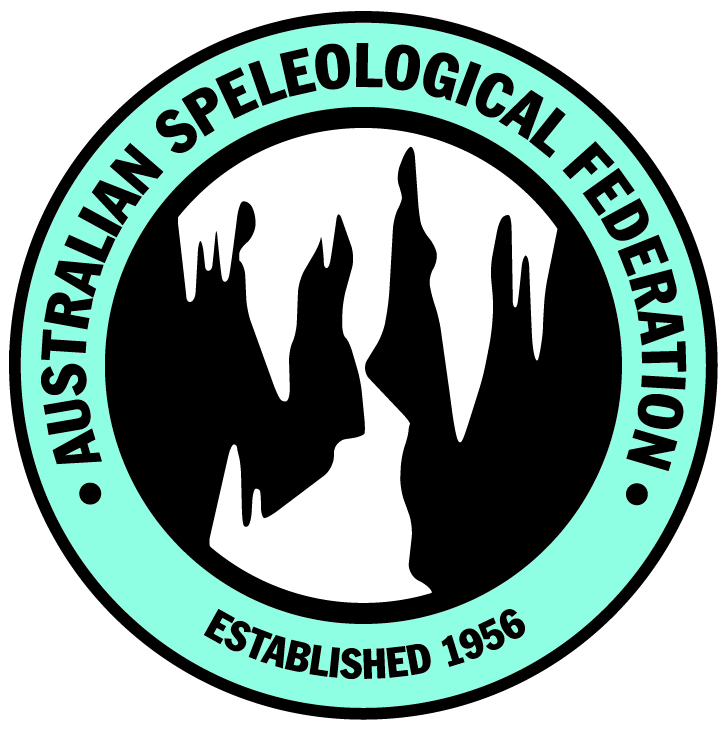 AUSTRALIAN SPELEOLOGICAL FEDERATION
ESTABLISHED 1956